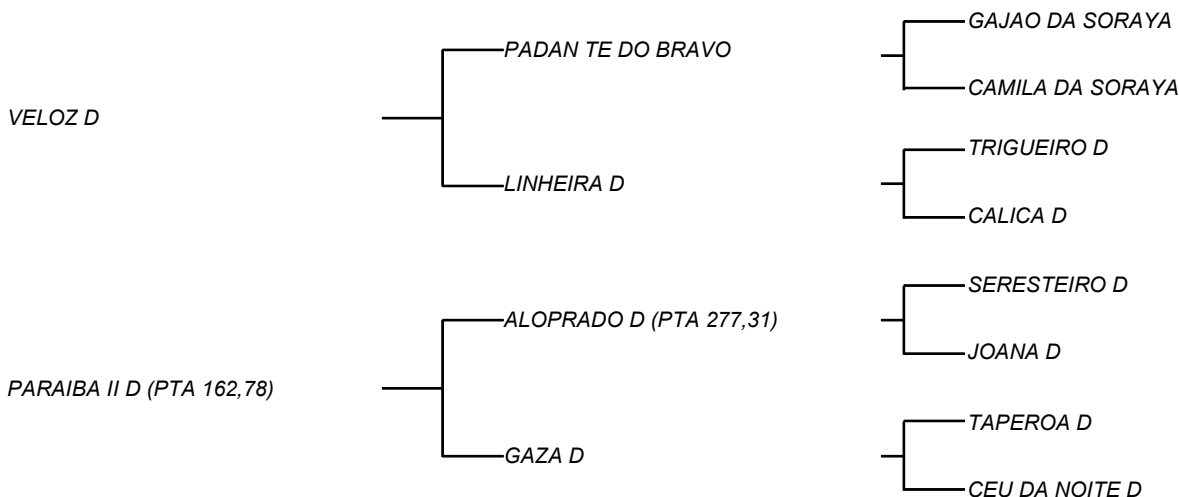 GAJAO DA SORAYA
PADAN TE DO BRAVO
CAMILA DA SORAYA
VELOZ D
TRIGUEIRO D
LINHEIRA D
CALICA D
SERESTEIRO D
ALOPRADO D (PTA 277,31)
JOANA D
PARAIBA II D (PTA 162,78)
TAPEROA D
GAZA D
CEU DA NOITE D